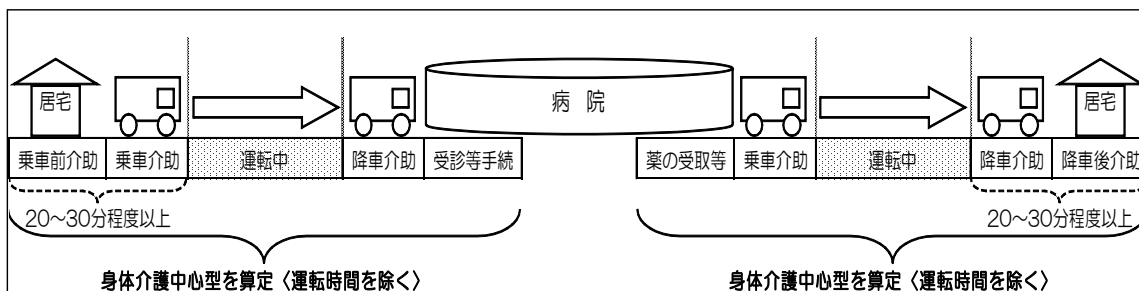 居宅
病 院
居宅
乗車前介助 乗車介助 運転中 降車介助 受診等手続 薬の受取等 乗車介助 運転中 降車介助 降車後介助
20～30分程度以上 20～30分程度以上
身体介護中心型を算定〈運転時間を除く〉 身体介護中心型を算定〈運転時間を除く〉